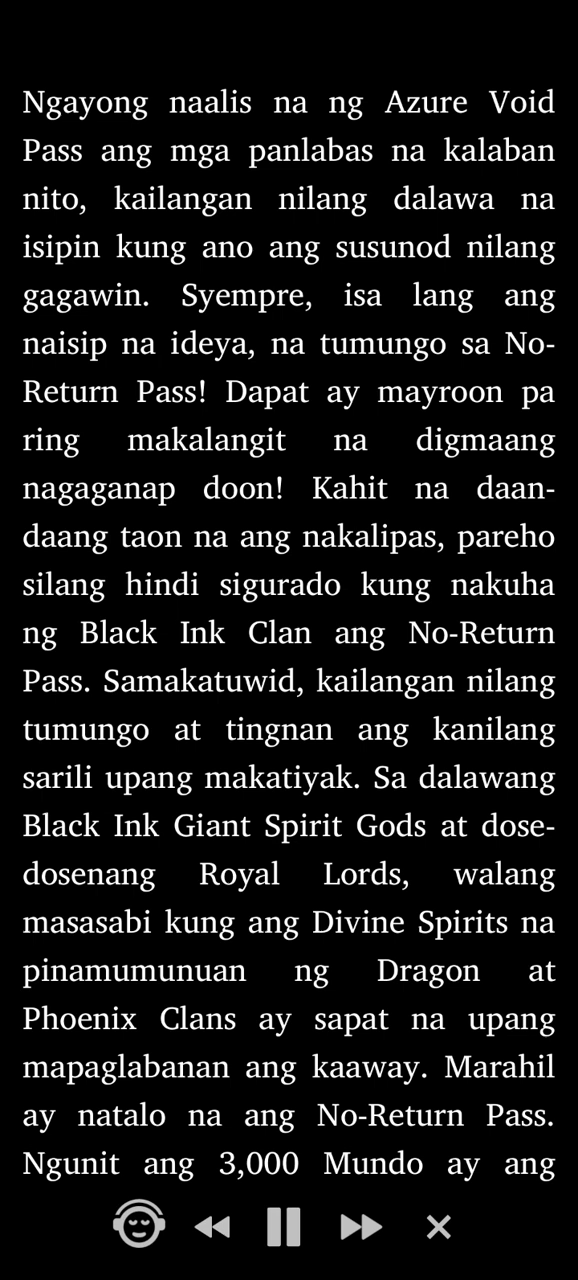 Ngayong naalis na ng Azure Void
Pass ang mga panlabas na kalaban
nito, kailangan nilang dalawa na
isipin kung ano ang susunod nilang
gagawin. Syempre, isa lang ang
naisip na ideya, na tumungo sa No-
Return Pass! Dapat ay mayroon pa
ring makalangit na digmaang
nagaganap doon! Kahit na daan-
daang taon na ang nakalipas, pareho
silang hindi sigurado kung nakuha
ng Black Ink Clan ang No-Return
Pass. Samakatuwid, kailangan nilang
tumungo at tingnan ang kanilang
sarili upang makatiyak. Sa dalawang
Black Ink Giant Spirit Gods at dose-
dosenang Royal Lords, walang
masasabi kung ang Divine Spirits na
pinamumunuan ng Dragon at
Phoenix Clans ay sapat na upang
mapaglabanan ang kaaway. Marahil
ay natalo na ang No-Return Pass.
Ngunit ang 3,000 Mundo ay ang